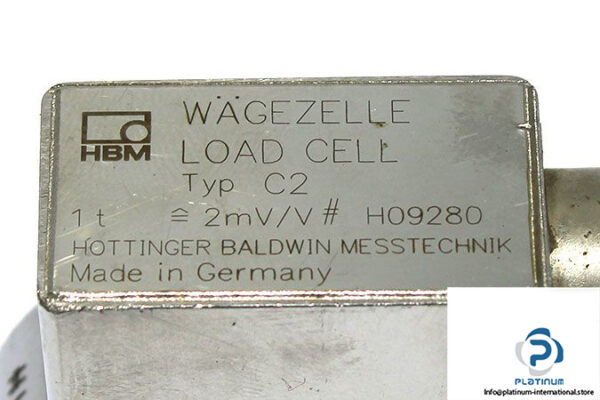 WÄGEZELLE
HBM
LOAD CELL
Typ C2
1 t ≙ 2mV/V # H09280
HOTTINGER BALDWIN MESSTECHNIK
Made in Germany
PLATINUM
Info@platinum-international.store